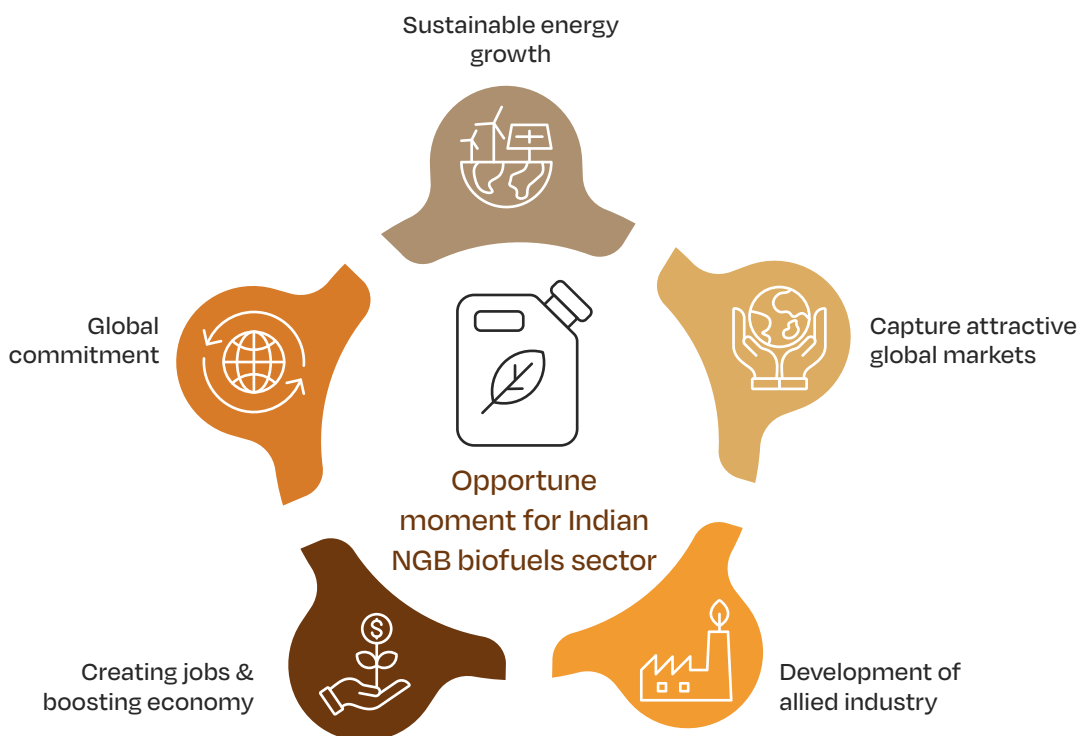 Sustainable energy
growth
Global
commitment
Capture attractive
global markets
Opportune
moment for Indian
NGB biofuels sector
$
Creating jobs &
boosting economy
Development of
allied industry